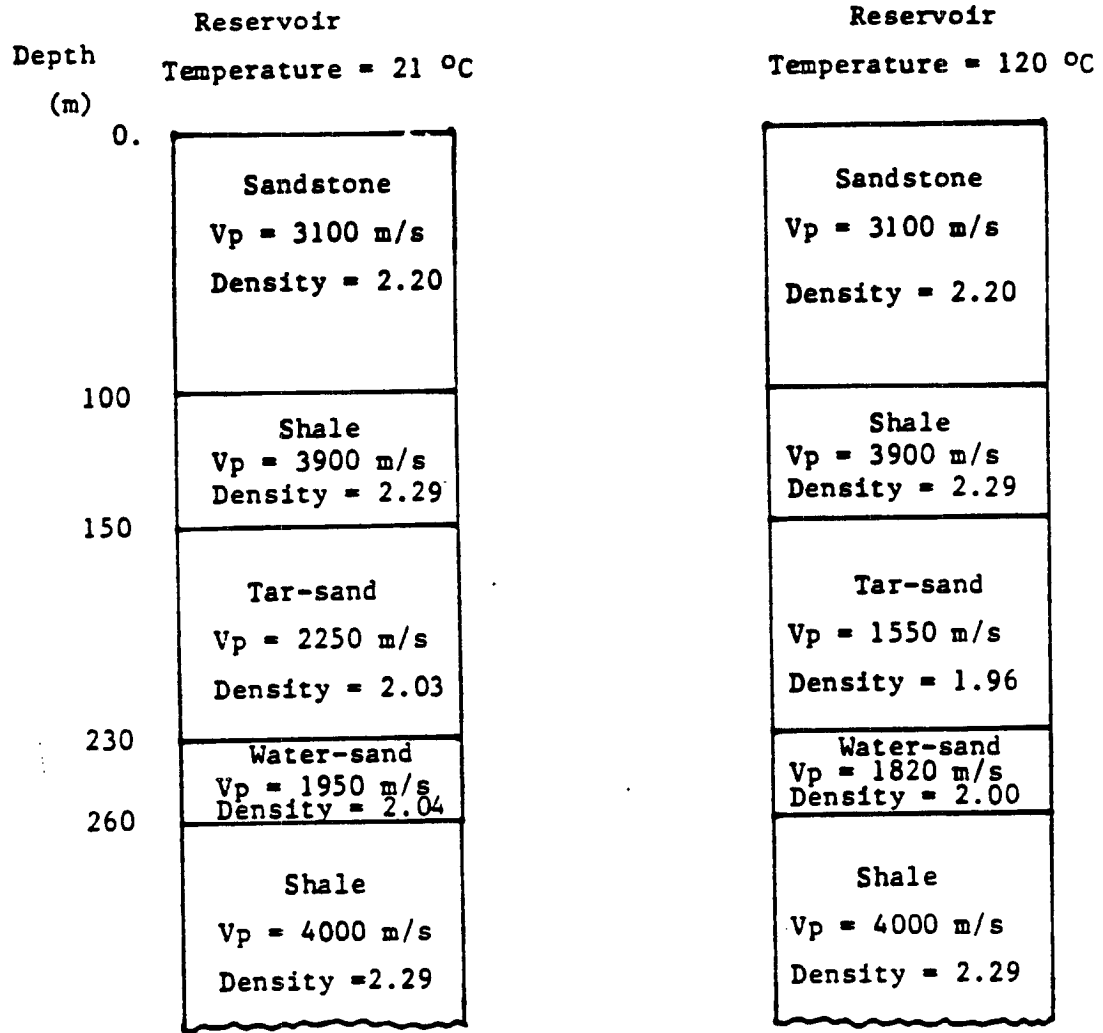 Reservoir
Temperature = 21 °C
Depth
(m)
0.
Sandstone
Vp = 3100 m/s
Density = 2.20
100
Shale
Vp = 3900 m/s
Density = 2.29
150
Tar-sand
Vp = 2250 m/s
Density = 2.03
230
Water-sand
Vp = 1950 m/s
Density = 2.04
260
Shale
Vp = 4000 m/s
Density =2.29
Reservoir
Temperature = 120 °C
Sandstone
Vp = 3100 m/s
Density = 2.20
Shale
Vp = 3900 m/s
Density = 2.29
Tar-sand
Vp = 1550 m/s
Density = 1.96
Water-sand
Vp = 1820 m/s
Density = 2.00
Shale
Vp = 4000 m/s
Density = 2.29